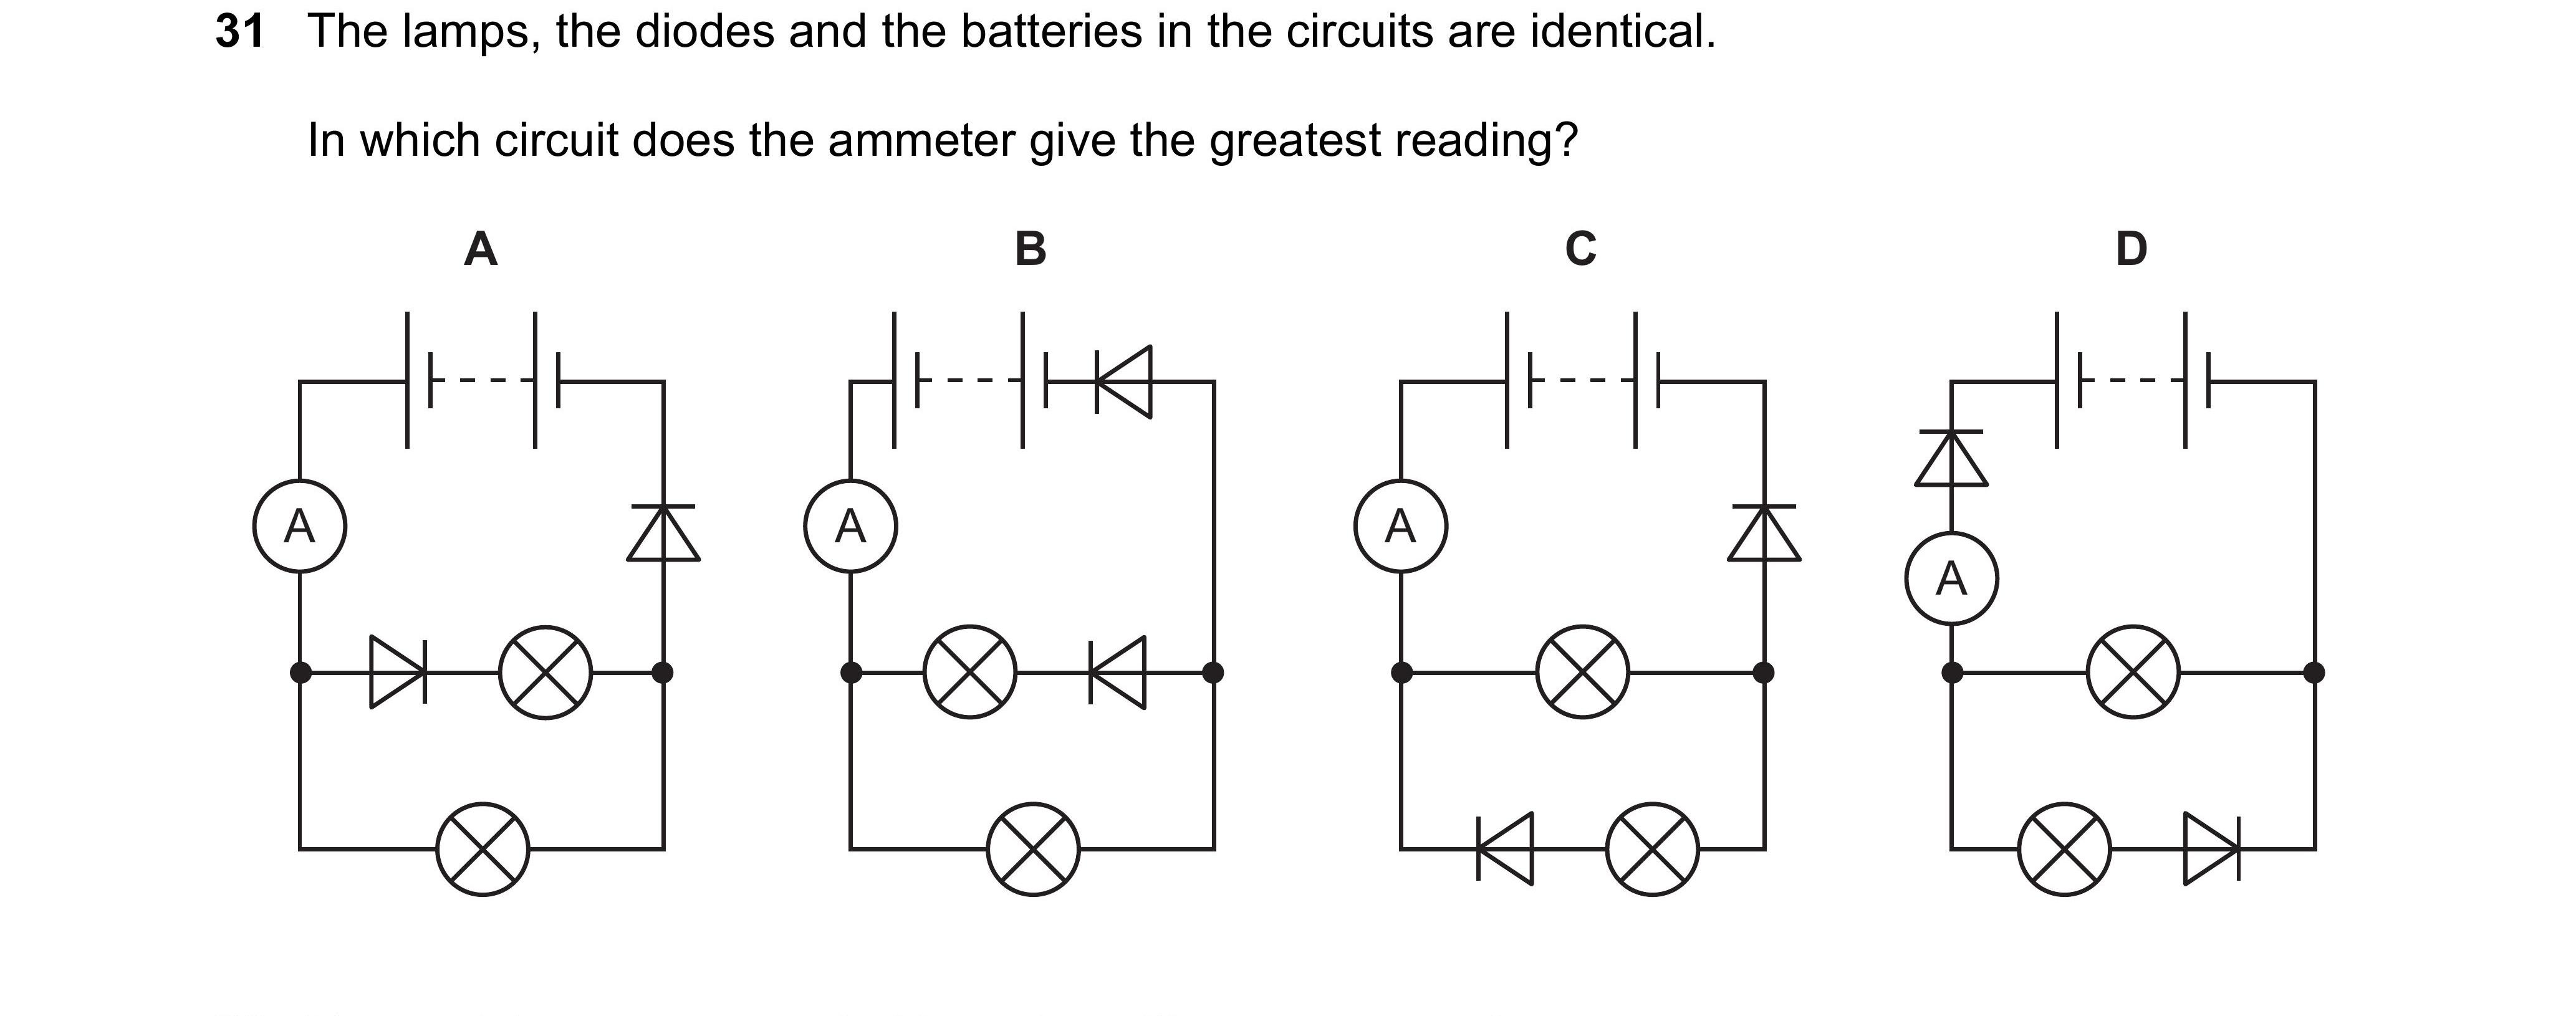 31 The lamps, the diodes and the batteries in the circuits are identical.
In which circuit does the ammeter give the greatest reading?
A B C D
A A A A